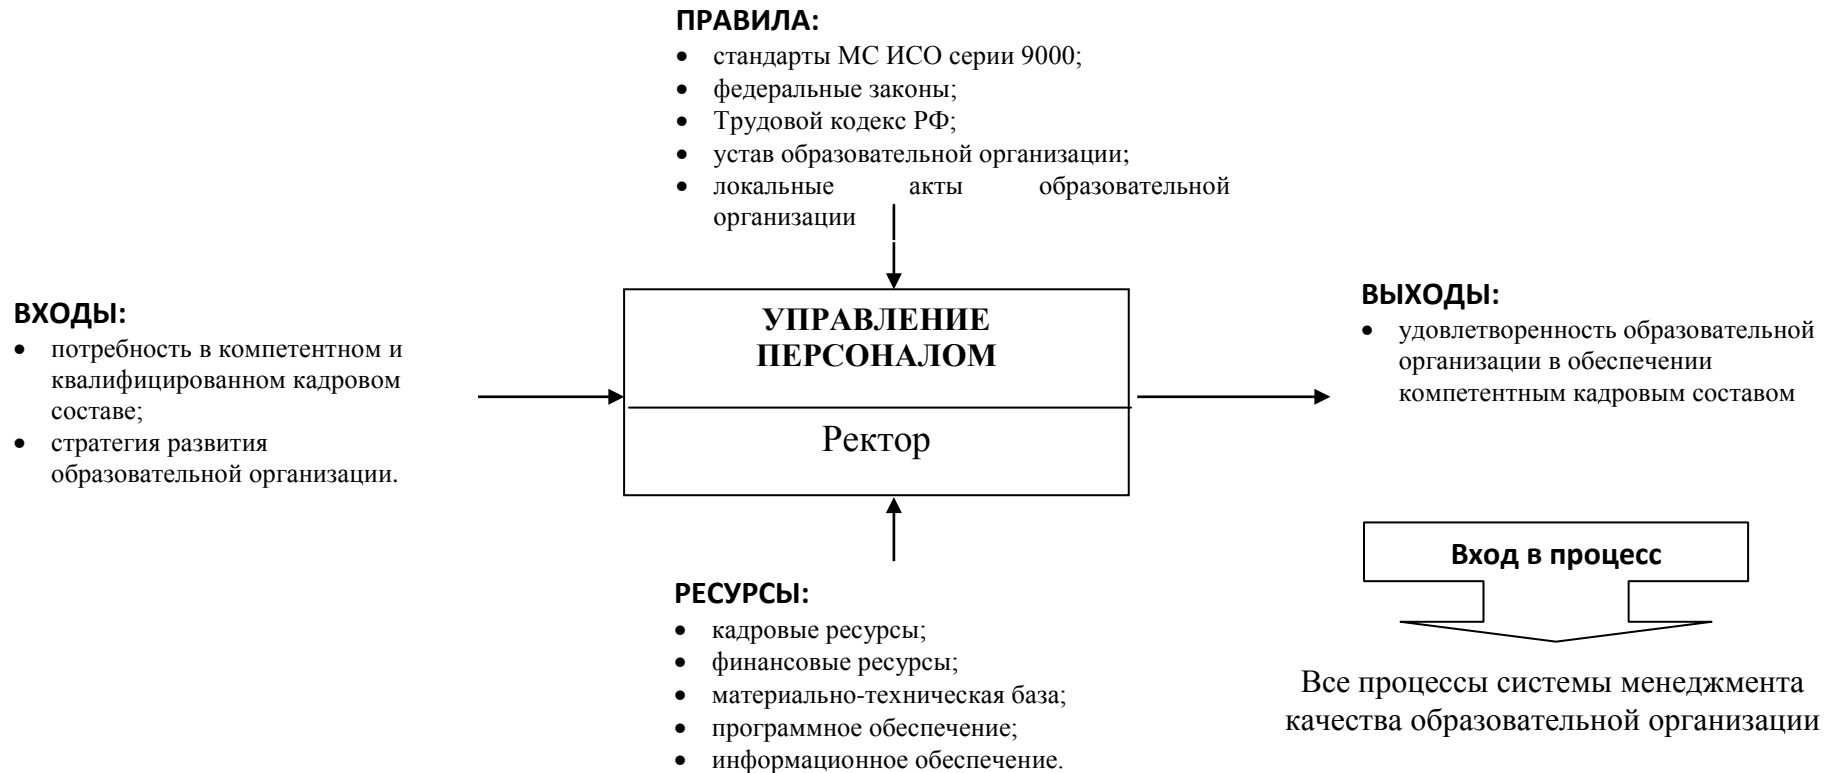 ПРАВИЛА:
• стандарты МС ИСО серии 9000;
• федеральные законы;
• Трудовой кодекс РФ;
• устав образовательной организации;
• локальные акты образовательной
организации
ВХОДЫ:
• потребность в компетентном и
квалифицированном кадровом
составе;
• стратегия развития
образовательной организации.
УПРАВЛЕНИЕ
ПЕРСОНАЛОМ
Ректор
ВЫХОДЫ:
• удовлетворенность образовательной
организации в обеспечении
компетентным кадровым составом
РЕСУРСЫ:
• кадровые ресурсы;
• финансовые ресурсы;
• материально-техническая база;
• программное обеспечение;
• информационное обеспечение.
Вход в процесс
Все процессы системы менеджмента
качества образовательной организации